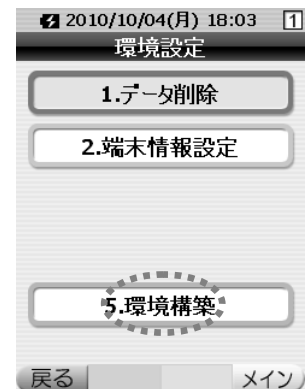 2010/10/04(月) 18:03 1
環境設定
1.データ削除
2.端末情報設定
5.環境構築
戻る メイン